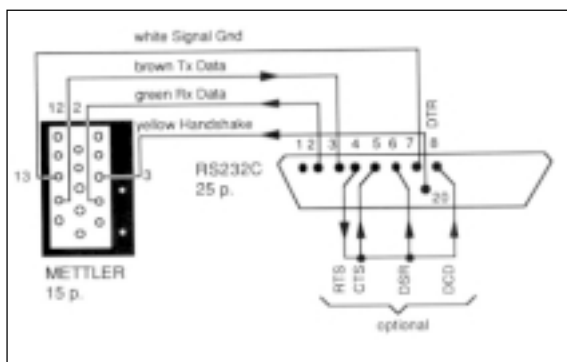 white Signal Gnd
brown Tx Data
green Rx Data
yellow Handshake
12 2
13
3
METTLER
15 p.
RS232C
25 p.
1 2 3 4 5 6 7 8
DTR
20
RTS
CTS
DSR
DCD
optional